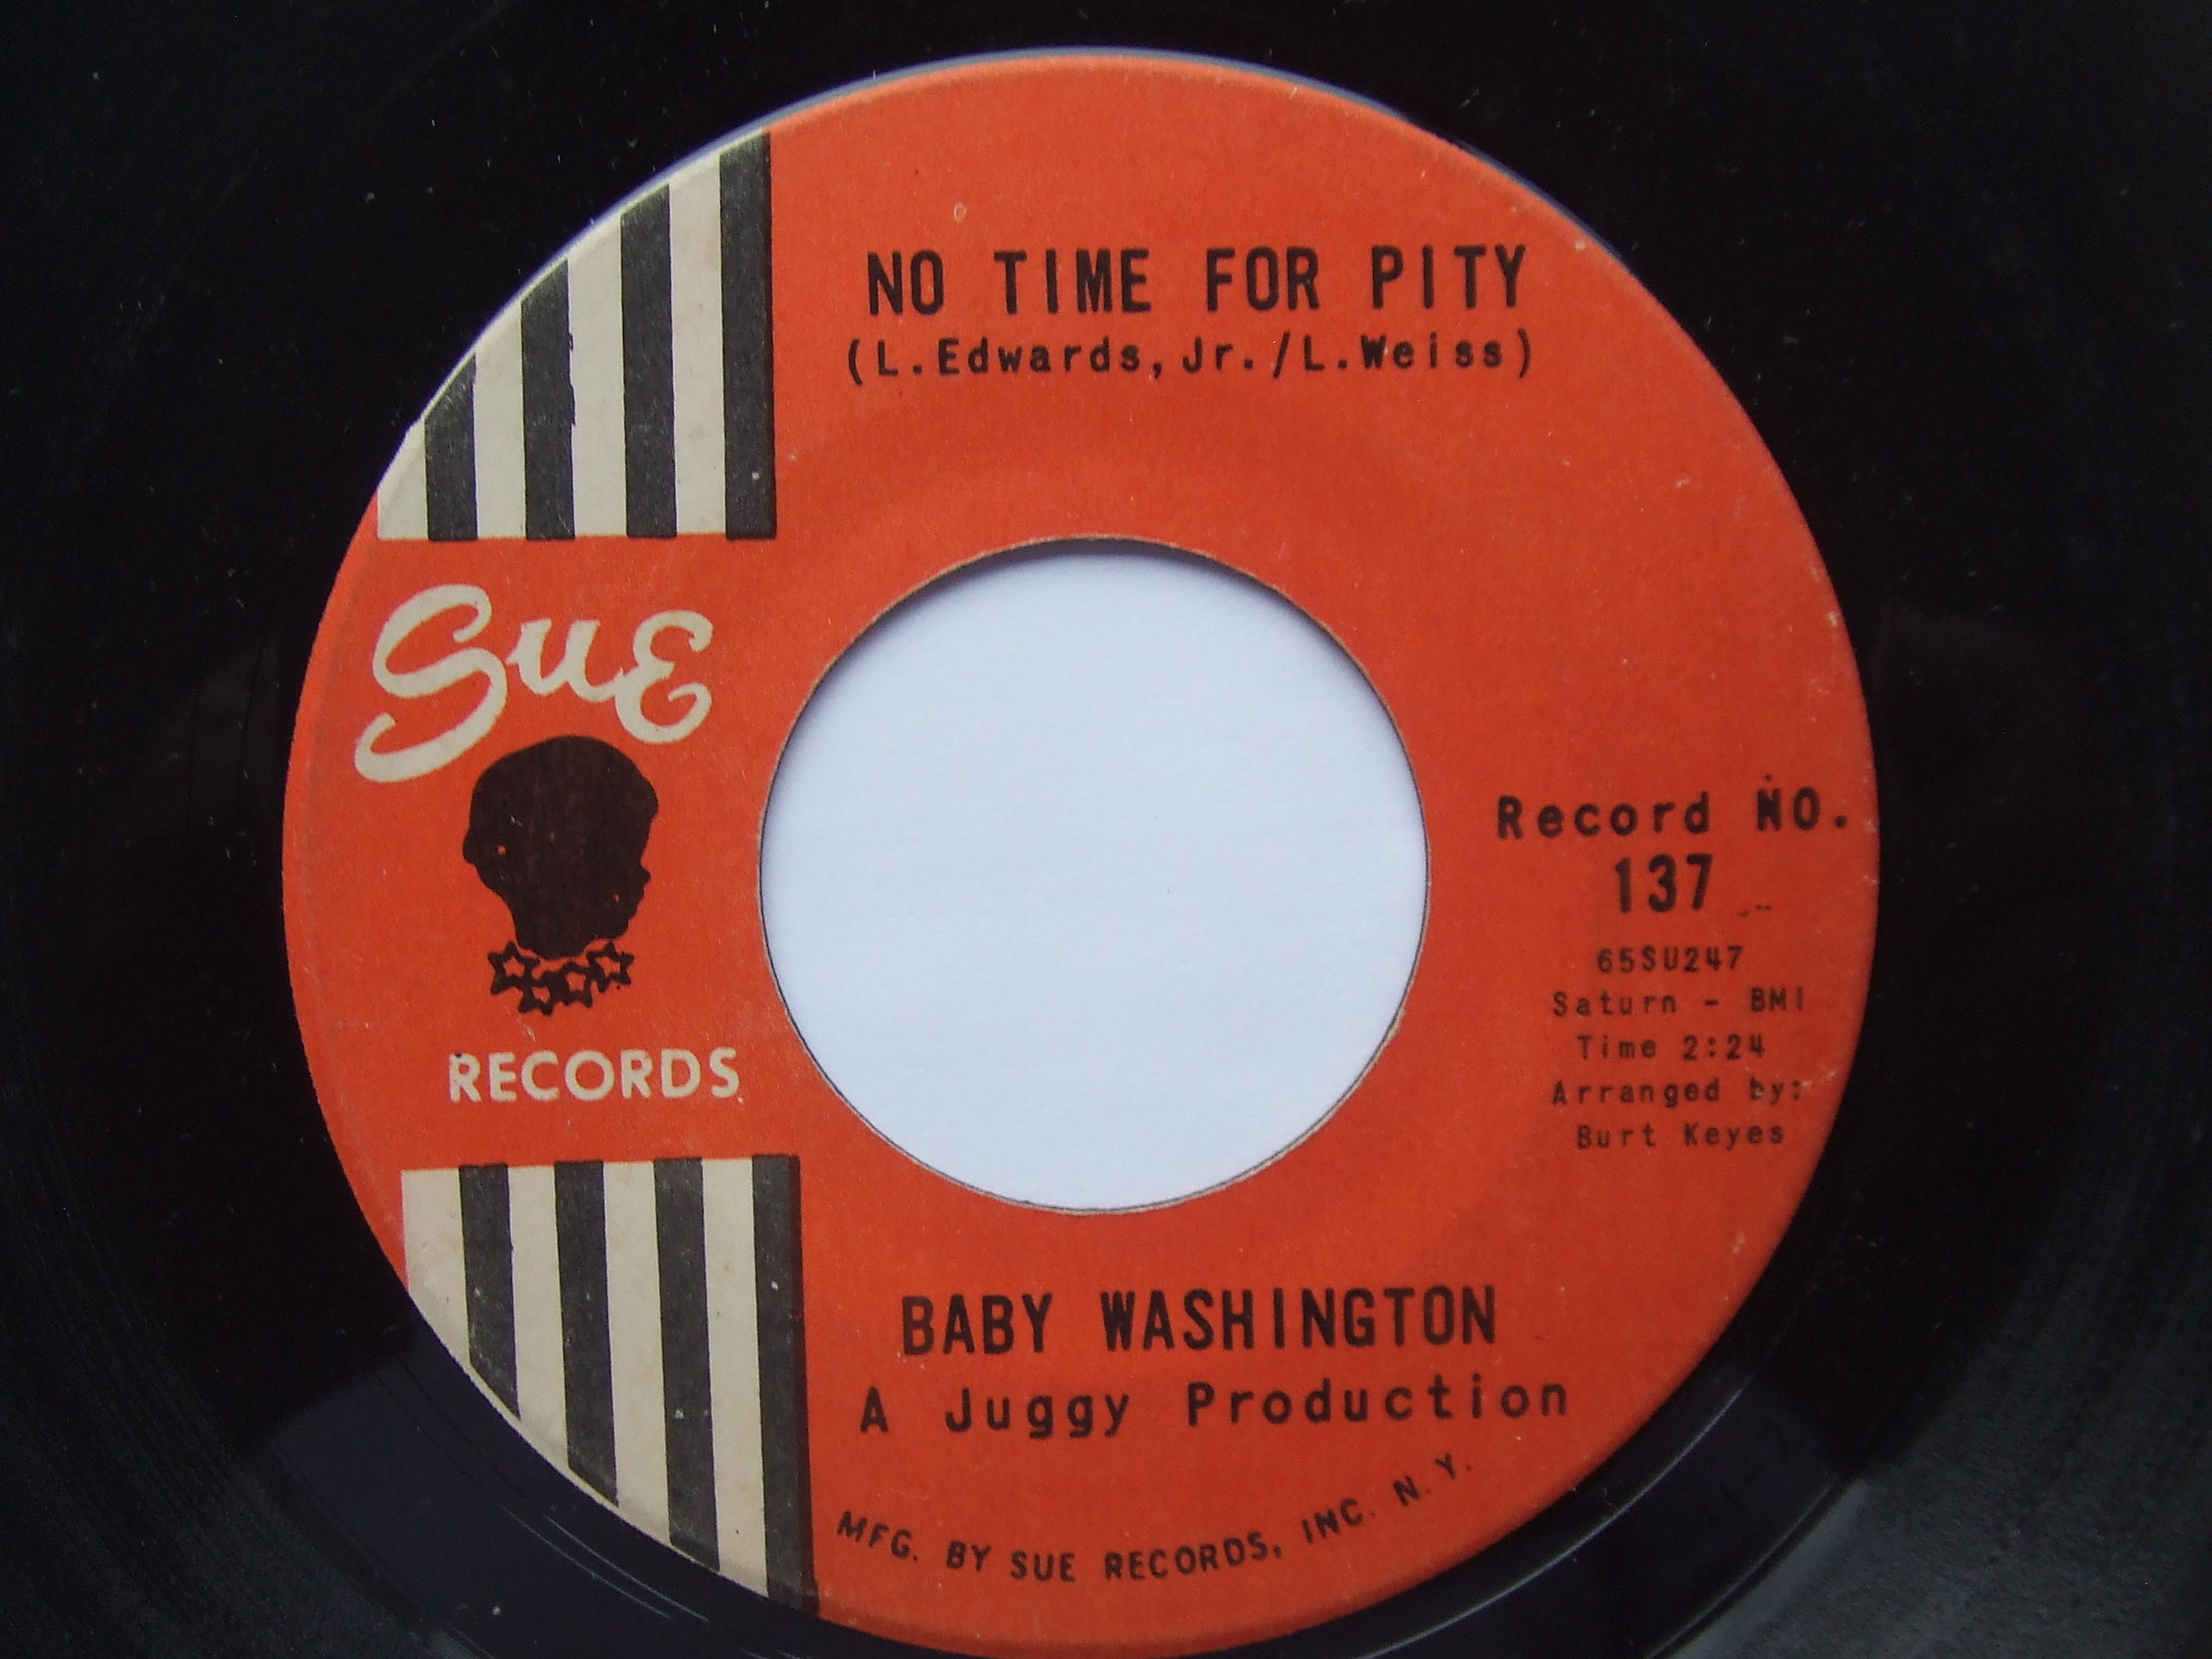 NO TIME FOR PITY
(L.Edwards,Jr./L.Weiss)
Sue
RECORDS
Record NO.
137
65SU247
Saturn - BMI
Time 2:24
Arranged by:
Burt Keyes
BABY WASHINGTON
A Juggy Production
MFG. BY SUE RECORDS, INC. N. Y.